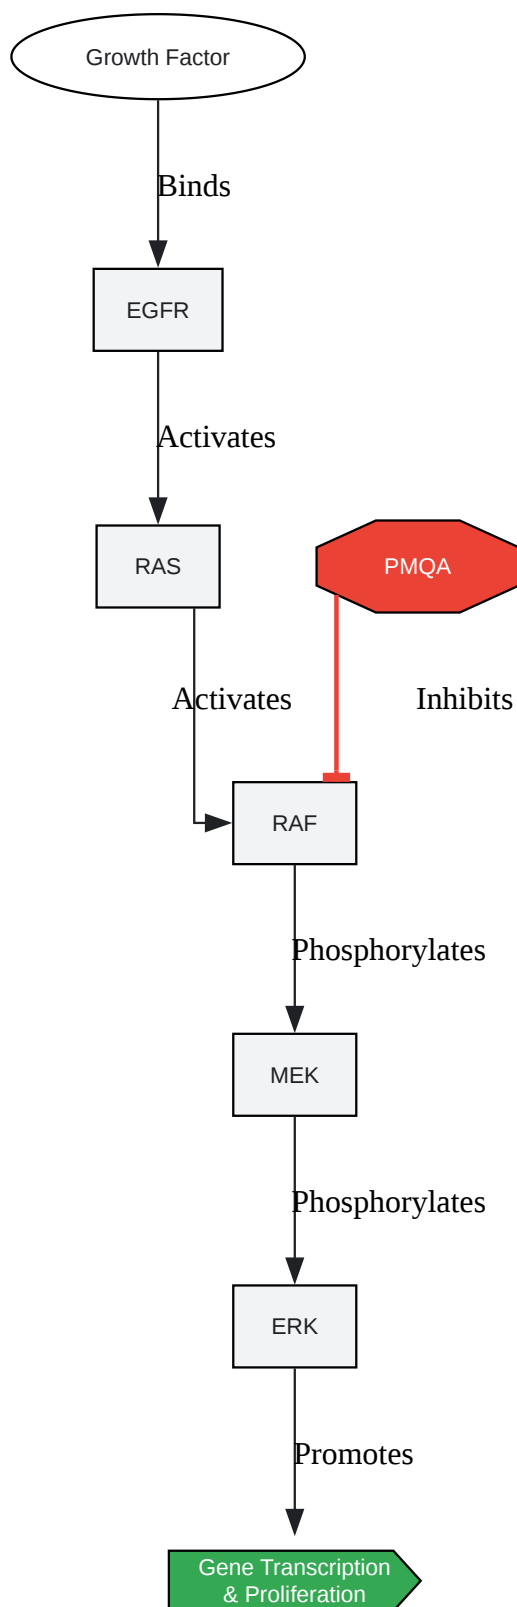 Growth Factor
Binds
EGFR
Activates
RAS
PMQA
Activates
Inhibits
RAF
Phosphorylates
MEK
Phosphorylates
ERK
Promotes
Gene Transcription
& Proliferation